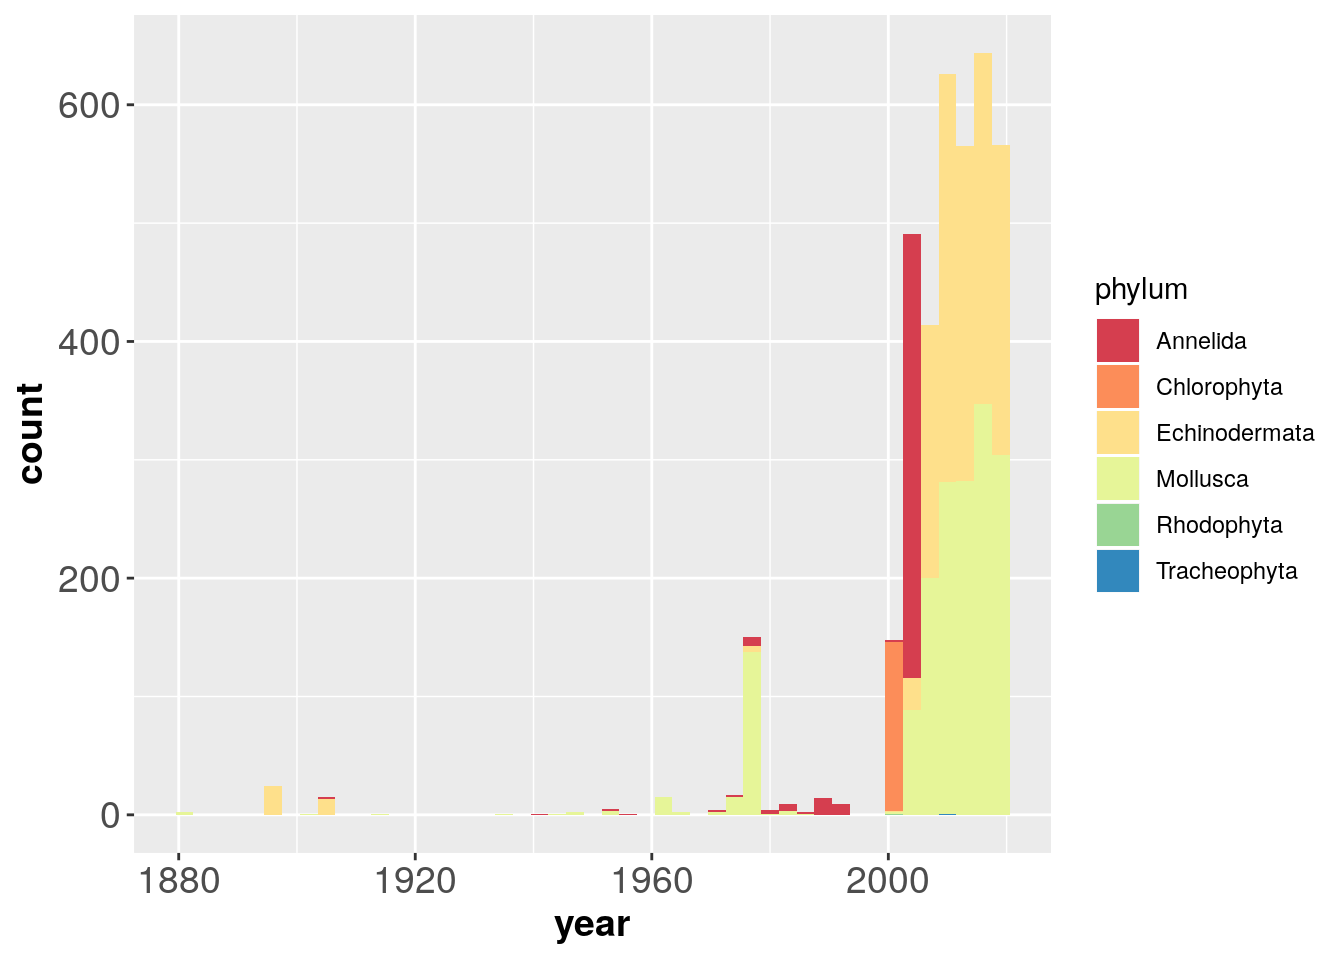 600
400
200
0
count
1880 1920 1960 2000
year
phylum
Annelida
Chlorophyta
Echinodermata
Mollusca
Rhodophyta
Tracheophyta